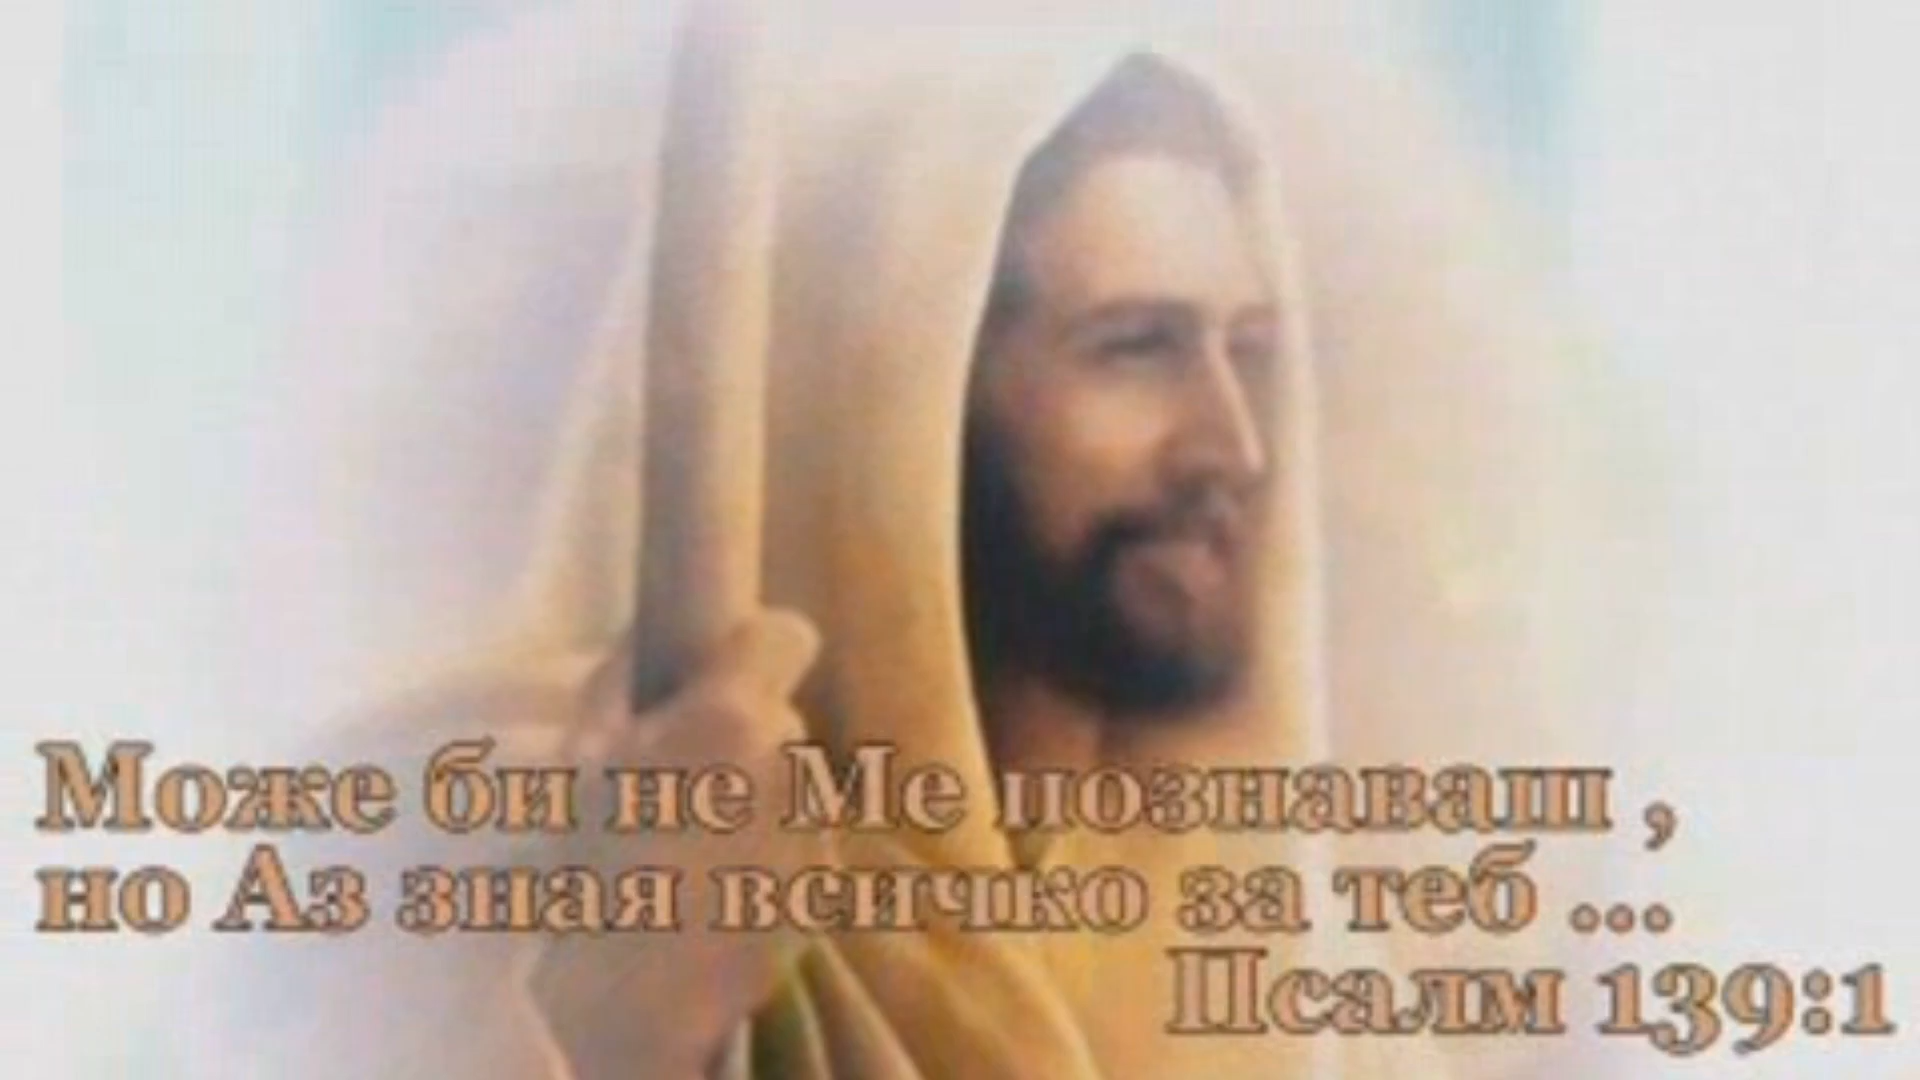 Може би не Ме познаваш ,
но Аз зная всичко за теб ...
Псалм 139:1